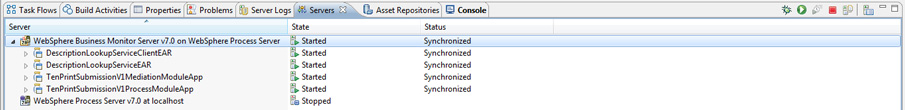 Task Flows Build Activities Properties Problems Server Logs Servers Asset Repositories Console
Server State Status
WebSphere Business Monitor Server v7.0 on WebSphere Process Server Started Synchronized
DescriptionLookupServiceClientEAR Started Synchronized
DescriptionLookupServiceEAR Started Synchronized
TenPrintSubmissionV1MediationModuleApp Started Synchronized
TenPrintSubmissionV1ProcessModuleApp Started Synchronized
WebSphere Process Server v7.0 at localhost Stopped